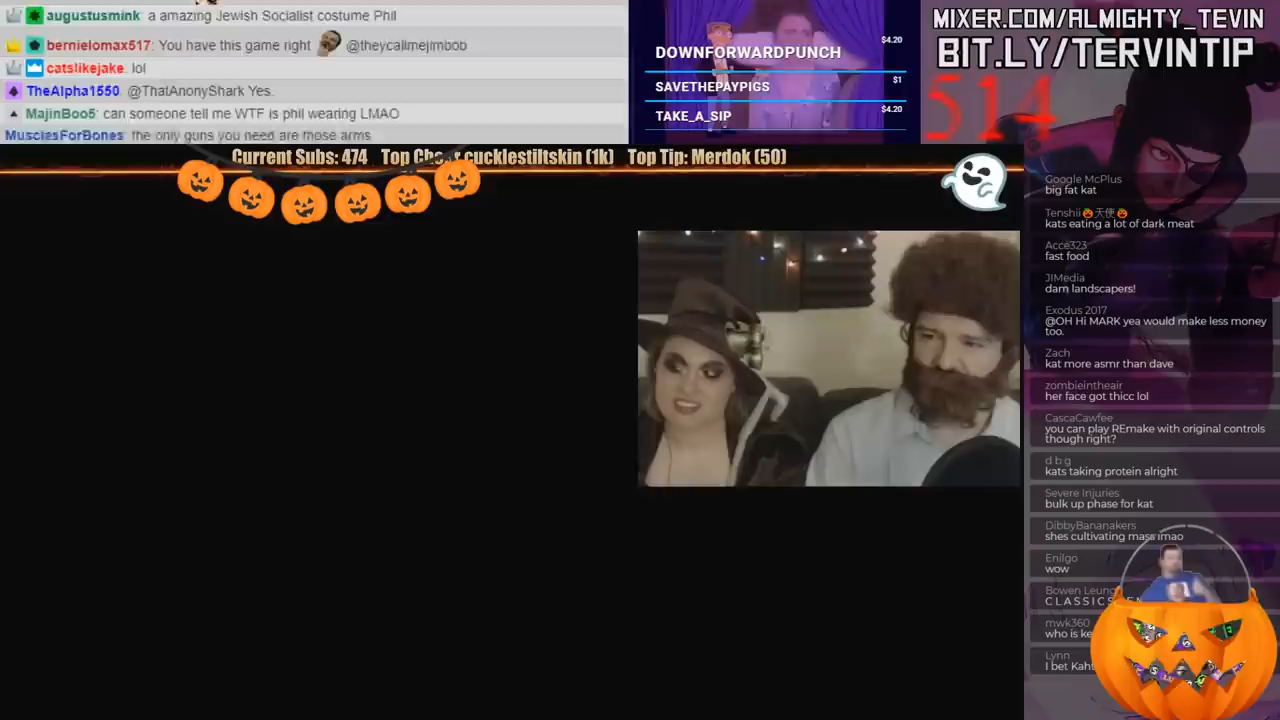 augustusmink a amazing Jewish Socialist costume Phil
bernielomax517: You have this game right @theycallmejimbob
catslikejake: lol
TheAlpha1550: @ThatAnonyShark Yes.
MajinBoo5: can someone tell me WTF is phil wearing LMAO
MusclesForBones: the only guns you need are those arms
DOWNFORWARDPUNCH $4.20
SAVETHEPAYPIGS $1
TAKE_A_SIP $4.20
MIXER.COM/ALMIGHTY_TEVIN
BIT.LY/TERVINTIP
514
Current Subs: 474 Top cucklestiltskin (1k) Top Tip: Merdok (50)
Google McPlus
big fat kat
Tenshii🎃天使🎃
kats eating a lot of dark meat
Acce323
fast food
JIMedia
dam landscapers!
Exodus 2017
@OH Hi MARK yea would make less money
too.
Zach
kat more asmr than dave
zombieintheair
her face got thicc lol
CascaCawfee
you can play REmake with original controls
though right?
d b g
kats taking protein alright
Severe Injuries
bulk up phase for kat
DibbyBananakers
shes cultivating mass lmao
Enilgo
wow
Bowen Leung
C L A S S I C
mwk360
who is
Lynn
I bet